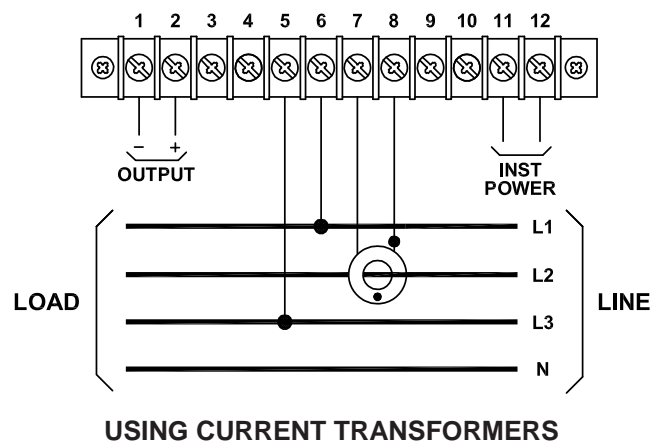 1 2 3 4 5 6 7 8 9 10 11 12
− +
OUTPUT
INST
POWER
L1
L2
LOAD
LINE
L3
N
USING CURRENT TRANSFORMERS